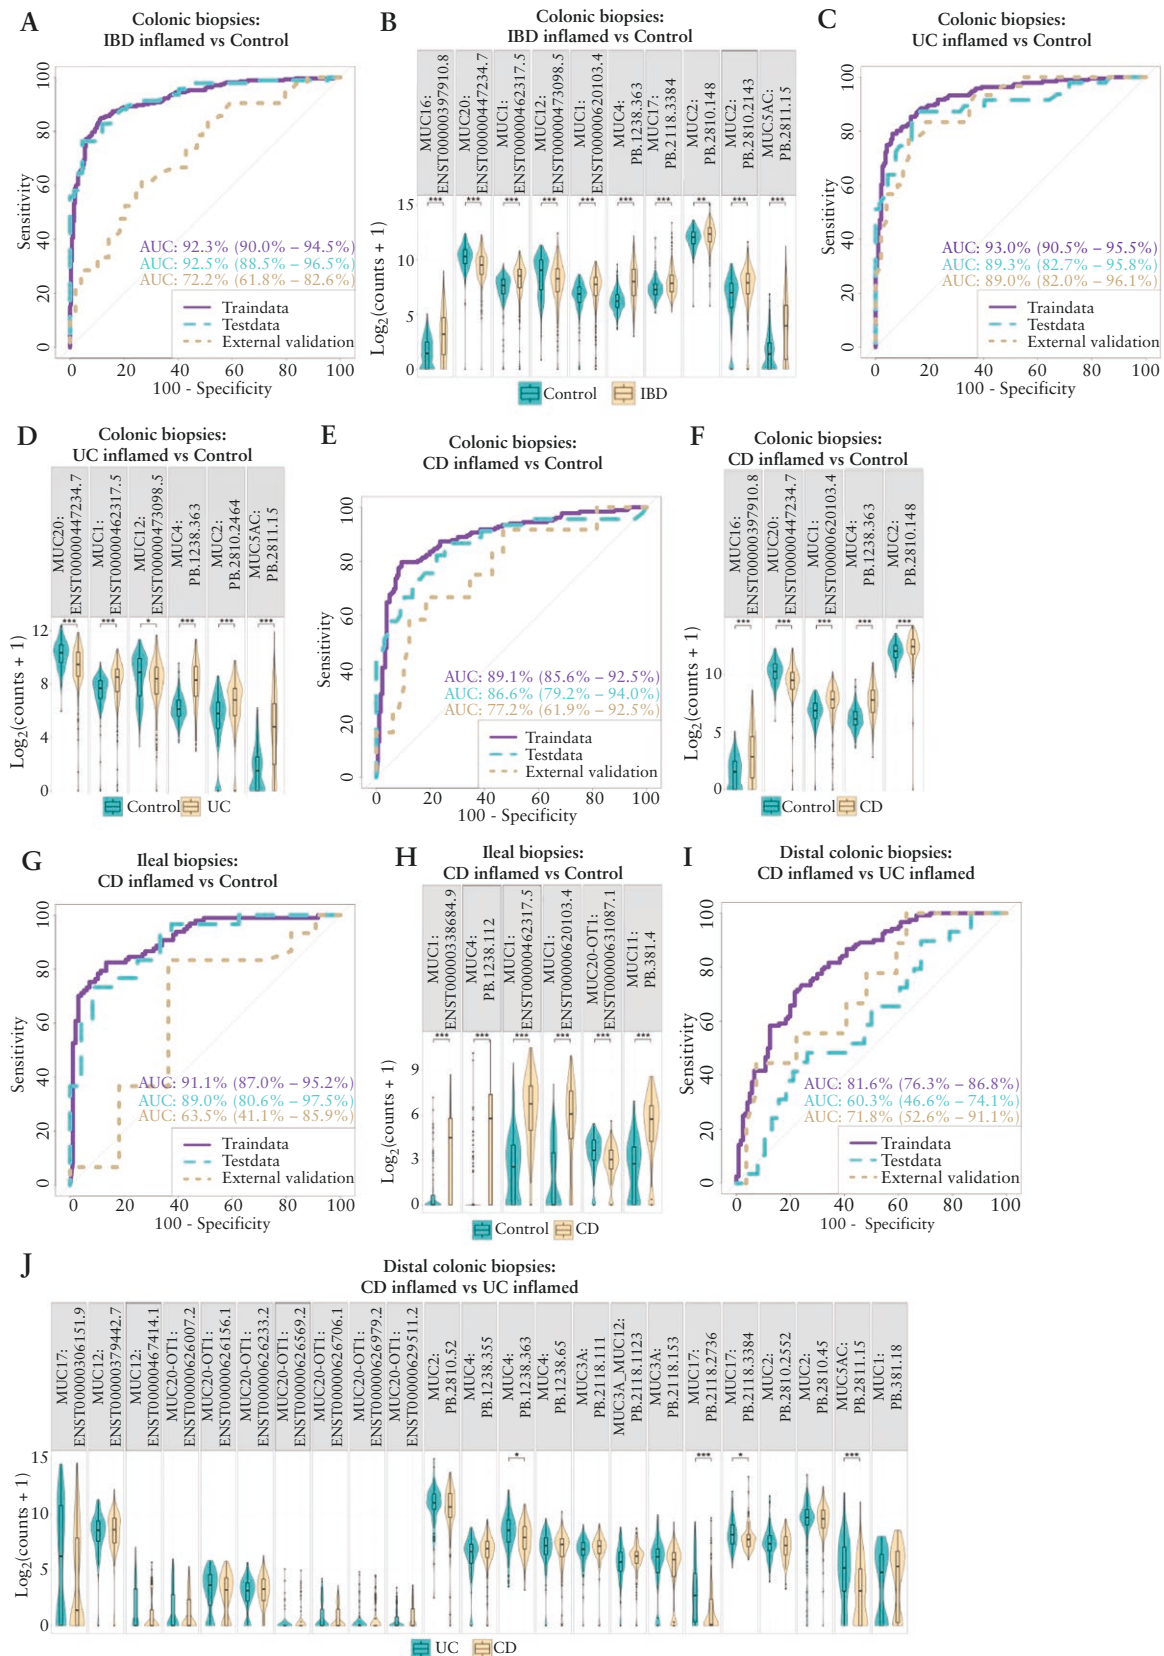 A
Colonic biopsies:
IBD inflamed vs Control
Sensitivity
100
80
60
40
20
0
AUC: 92.3% (90.0% – 94.5%)
AUC: 92.5% (88.5% – 96.5%)
AUC: 72.2% (61.8% – 82.6%)
Traindata
Testdata
External validation
0 20 40 60 80 100
100 - Specificity
B
Colonic biopsies:
IBD inflamed vs Control
MUC16:
ENST00000397910.8
MUC20:
ENST00000447234.7
MUC1:
ENST00000462317.5
MUC12:
ENST00000473098.5
MUC1:
ENST00000620103.4
MUC4:
PB.1238.363
MUC17:
PB.2118.3384
MUC2:
PB.2810.148
MUC2:
PB.2810.2143
MUC5AC:
PB.2811.15
*** *** *** *** *** *** *** ** *** ***
Log2(counts + 1)
15
10
5
0
Control IBD
C
Colonic biopsies:
UC inflamed vs Control
Sensitivity
100
80
60
40
20
0
AUC: 93.0% (90.5% – 95.5%)
AUC: 89.3% (82.7% – 95.8%)
AUC: 89.0% (82.0% – 96.1%)
Traindata
Testdata
External validation
0 20 40 60 80 100
100 - Specificity
D
Colonic biopsies:
UC inflamed vs Control
MUC20:
ENST00000447234.7
MUC1:
ENST00000462317.5
MUC12:
ENST00000473098.5
MUC4:
PB.1238.363
MUC2:
PB.2810.2464
MUC5AC:
PB.2811.15
*** *** * *** *** ***
Log2(counts + 1)
12
8
4
0
Control UC
E
Colonic biopsies:
CD inflamed vs Control
Sensitivity
100
80
60
40
20
0
AUC: 89.1% (85.6% – 92.5%)
AUC: 86.6% (79.2% – 94.0%)
AUC: 77.2% (61.9% – 92.5%)
Traindata
Testdata
External validation
0 20 40 60 80 100
100 - Specificity
F
Colonic biopsies:
CD inflamed vs Control
MUC16:
ENST00000397910.8
MUC20:
ENST00000447234.7
MUC1:
ENST00000620103.4
MUC4:
PB.1238.363
MUC2:
PB.2810.148
*** *** *** *** ***
Log2(counts + 1)
10
5
0
Control CD
G
Ileal biopsies:
CD inflamed vs Control
Sensitivity
100
80
60
40
20
0
AUC: 91.1% (87.0% – 95.2%)
AUC: 89.0% (80.6% – 97.5%)
AUC: 63.5% (41.1% – 85.9%)
Traindata
Testdata
External validation
0 20 40 60 80 100
100 - Specificity
H
Ileal biopsies:
CD inflamed vs Control
MUC1:
ENST00000338684.9
MUC4:
PB.1238.112
MUC1:
ENST00000462317.5
MUC1:
ENST00000620103.4
MUC20-OT1:
ENST00000631087.1
MUC11:
PB.381.4
*** *** *** *** *** ***
Log2(counts + 1)
9
6
3
0
Control CD
I
Distal colonic biopsies:
CD inflamed vs UC inflamed
Sensitivity
100
80
60
40
20
0
AUC: 81.6% (76.3% – 86.8%)
AUC: 60.3% (46.6% – 74.1%)
AUC: 71.8% (52.6% – 91.1%)
Traindata
Testdata
External validation
0 20 40 60 80 100
100 - Specificity
J
Distal colonic biopsies:
CD inflamed vs UC inflamed
MUC17:
ENST00000306151.9
MUC12:
ENST00000379442.7
MUC12:
ENST00000467414.1
MUC20-OT1:
ENST00000626007.2
MUC20-OT1:
ENST00000626156.1
MUC20-OT1:
ENST00000626233.2
MUC20-OT1:
ENST00000626569.2
MUC20-OT1:
ENST00000626706.1
MUC20-OT1:
ENST00000626979.2
MUC20-OT1:
ENST00000629511.2
MUC2:
PB.2810.52
MUC4:
PB.1238.355
MUC4:
PB.1238.363
MUC4:
PB.1238.65
MUC3A:
PB.2118.111
MUC3A_MUC12:
PB.2118.1123
MUC3A:
PB.2118.153
MUC17:
PB.2118.2736
MUC17:
PB.2118.3384
MUC2:
PB.2810.2552
MUC2:
PB.2810.45
MUC5AC:
PB.2811.15
MUC1:
PB.381.18
* *** * ***
Log2(counts + 1)
15
10
5
0
UC CD